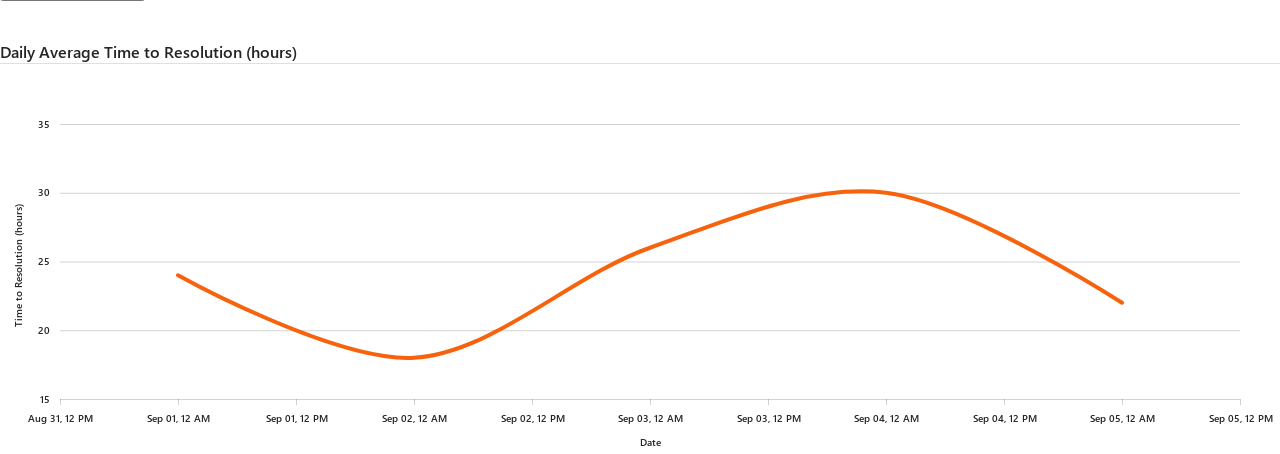 Daily Average Time to Resolution (hours)
35
30
25
20
15
Time to Resolution (hours)
Aug 31, 12 PM Sep 01, 12 AM Sep 01, 12 PM Sep 02, 12 AM Sep 02, 12 PM Sep 03, 12 AM Sep 03, 12 PM Sep 04, 12 AM Sep 04, 12 PM Sep 05, 12 AM Sep 05, 12 PM
Date